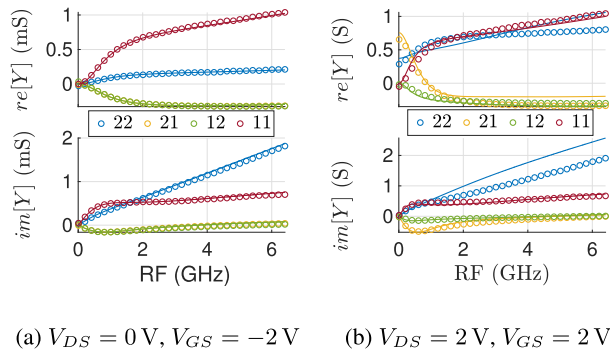 re[Y] (mS)
1
0.5
0
22 21 12 11
im[Y] (mS)
2
1
0
0 2 4 6
RF (GHz)
(a) V_DS = 0 V, V_GS = −2 V
re[Y] (S)
1
0.5
0
22 21 12 11
im[Y] (S)
2
1
0
0 2 4 6
RF (GHz)
(b) V_DS = 2 V, V_GS = 2 V